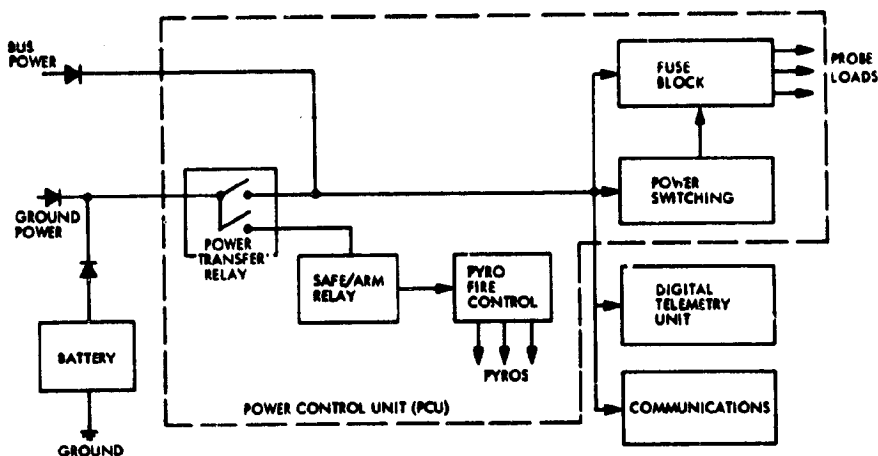 BUS
POWER
FUSE
BLOCK
PROBE
LOADS
POWER
SWITCHING
GROUND
POWER
POWER
TRANSFER
RELAY
SAFE/ARM
RELAY
PYRO
FIRE
CONTROL
DIGITAL
TELEMETRY
UNIT
BATTERY
PYROS
POWER CONTROL UNIT (PCU)
COMMUNICATIONS
GROUND